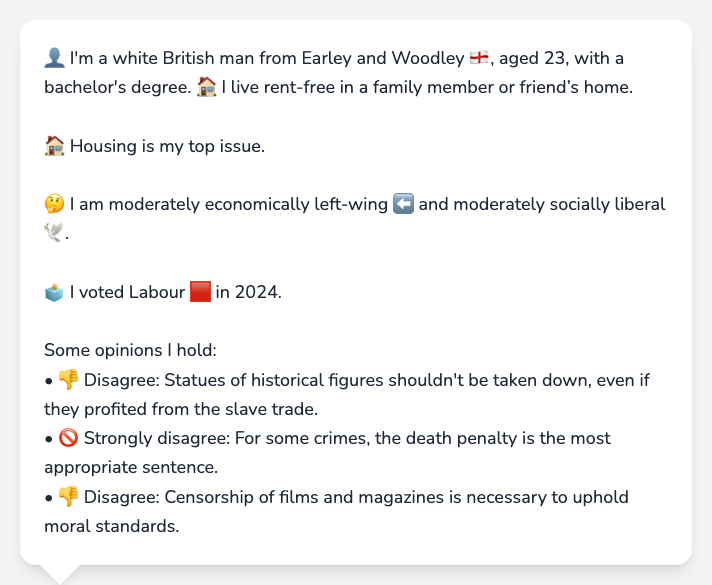 👤 I'm a white British man from Earley and Woodley 🏴󠁧󠁢󠁥󠁮󠁧󠁿, aged 23, with a
bachelor's degree. 🏠 I live rent-free in a family member or friend’s home.
🏠 Housing is my top issue.
🤔 I am moderately economically left-wing ⬅️ and moderately socially liberal
🕊️.
🗳️ I voted Labour 🟥 in 2024.
Some opinions I hold:
• 👎 Disagree: Statues of historical figures shouldn't be taken down, even if
they profited from the slave trade.
• 🚫 Strongly disagree: For some crimes, the death penalty is the most
appropriate sentence.
• 👎 Disagree: Censorship of films and magazines is necessary to uphold
moral standards.